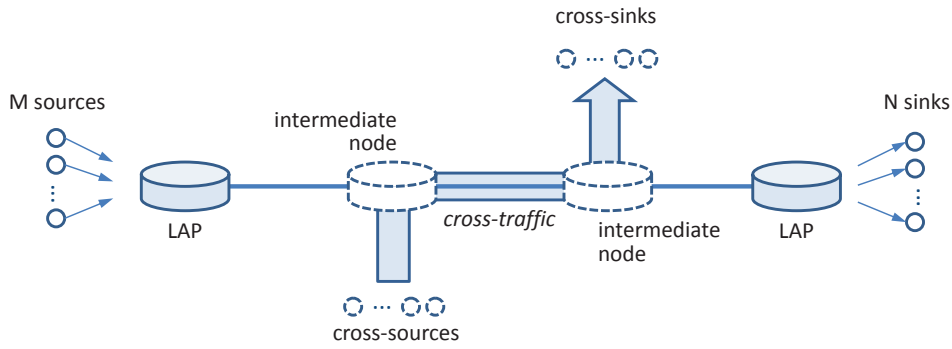 cross-sinks
...
M sources
N sinks
intermediate
node
...
...
LAP
cross-traffic
intermediate
node
LAP
...
cross-sources